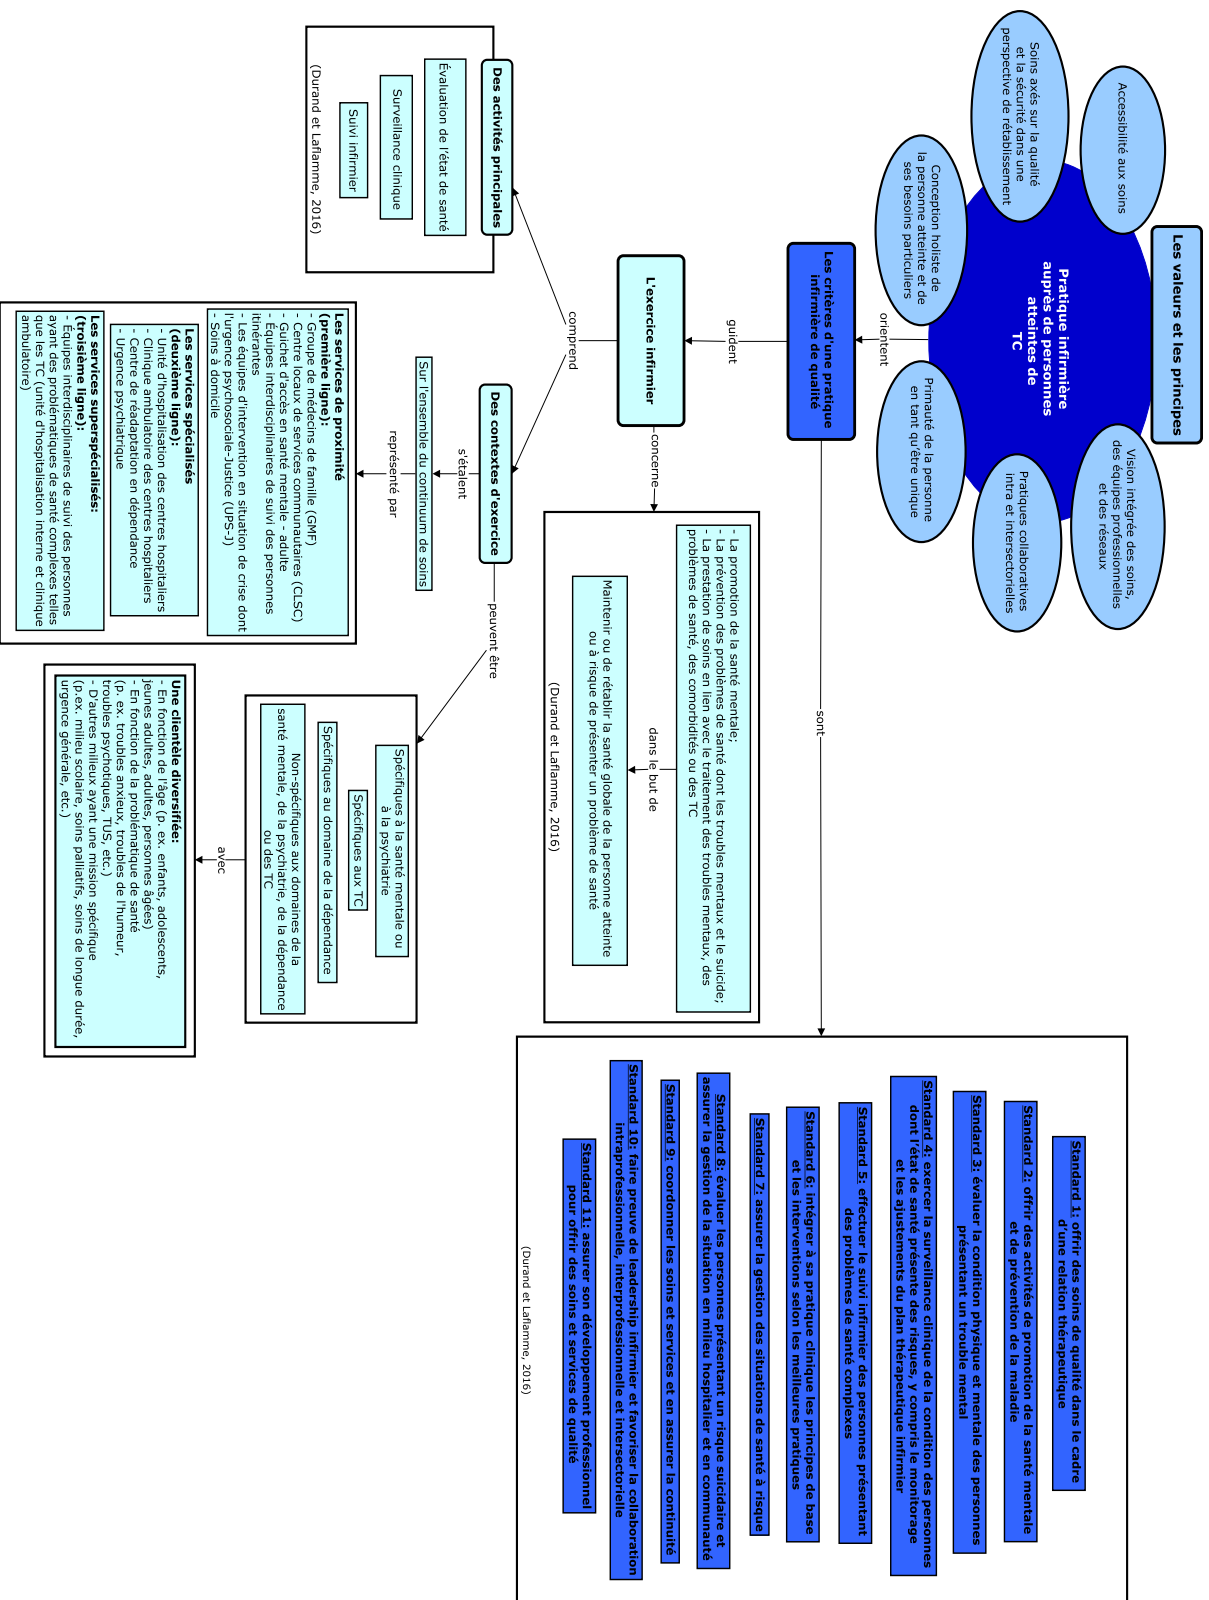 Les valeurs et les principes
Accessibilité aux soins
Soins axés sur la qualité
et la sécurité dans une
perspective de rétablissement
Conception holiste de
la personne atteinte et de
ses besoins particuliers
Pratique infirmière
auprès de personnes
atteintes de
TC
Vision intégrée des soins,
des équipes professionnelles
et des réseaux
Pratiques collaboratives
intra et intersectorielles
Primauté de la personne
en tant qu'être unique
orientent
Les critères d'une pratique
infirmière de qualité
sont
Standard 1: offrir des soins de qualité dans le cadre
d'une relation thérapeutique
Standard 2: offrir des activités de promotion de la santé mentale
et de prévention de la maladie
Standard 3: évaluer la condition physique et mentale des personnes
présentant un trouble mental
Standard 4: exercer la surveillance clinique de la condition des personnes
dont l'état de santé présente des risques, y compris le monitorage
et les ajustements du plan thérapeutique infirmier
Standard 5: effectuer le suivi infirmier des personnes présentant
des problèmes de santé complexes
Standard 6: intégrer à sa pratique clinique les principes de base
et les interventions selon les meilleures pratiques
Standard 7: assurer la gestion des situations de santé à risque
Standard 8: évaluer les personnes présentant un risque suicidaire et
assurer la gestion de la situation en milieu hospitalier et en communauté
Standard 9: coordonner les soins et services et en assurer la continuité
Standard 10: faire preuve de leadership infirmier et favoriser la collaboration
intraprofessionnelle, interprofessionnelle et intersectorielle
Standard 11: assurer son développement professionnel
pour offrir des soins et services de qualité
(Durand et Laflamme, 2016)
guident
L'exercice infirmier
concerne
- La promotion de la santé mentale;
- La prévention des problèmes de santé dont les troubles mentaux et le suicide;
- La prestation de soins en lien avec le traitement des troubles mentaux, des
problèmes de santé, des comorbidités ou des TC
dans le but de
Maintenir ou de rétablir la santé globale de la personne atteinte
ou à risque de présenter un problème de santé
(Durand et Laflamme, 2016)
comprend
Des activités principales
Évaluation de l'état de santé
Surveillance clinique
Suivi infirmier
(Durand et Laflamme, 2016)
Des contextes d'exercice
s'étalent
Sur l'ensemble du continuum de soins
représenté par
Les services de proximité
(première ligne):
- Groupe de médecins de famille (GMF)
- Centre locaux de services communautaires (CLSC)
- Guichet d'accès en santé mentale - adulte
- Équipes interdisciplinaires de suivi des personnes
itinérantes
- Les équipes d'intervention en situation de crise dont
l'urgence psychosociale-Justice (UPS-J)
- Soins à domicile
Les services spécialisés
(deuxième ligne):
- Unité d'hospitalisation des centres hospitaliers
- Clinique ambulatoire des centres hospitaliers
- Centre de réadaptation en dépendance
- Urgence psychiatrique
Les services superspécialisés:
(troisième ligne):
- Équipes interdisciplinaires de suivi des personnes
ayant des problématiques de santé complexes telles
que les TC (unité d'hospitalisation interne et clinique
ambulatoire)
peuvent être
Spécifiques à la santé mentale ou
à la psychiatrie
Spécifiques aux TC
Spécifiques au domaine de la dépendance
Non-spécifiques aux domaines de la
santé mentale, de la psychiatrie, de la dépendance
ou des TC
avec
Une clientèle diversifiée:
- En fonction de l'âge (p. ex. enfants, adolescents,
jeunes adultes, adultes, personnes âgées)
- En fonction de la problématique de santé
(p. ex. troubles anxieux, troubles de l'humeur,
troubles psychotiques, TUS, etc.)
- D'autres milieux ayant une mission spécifique
(p.ex. milieu scolaire, soins palliatifs, soins de longue durée,
urgence générale, etc.)